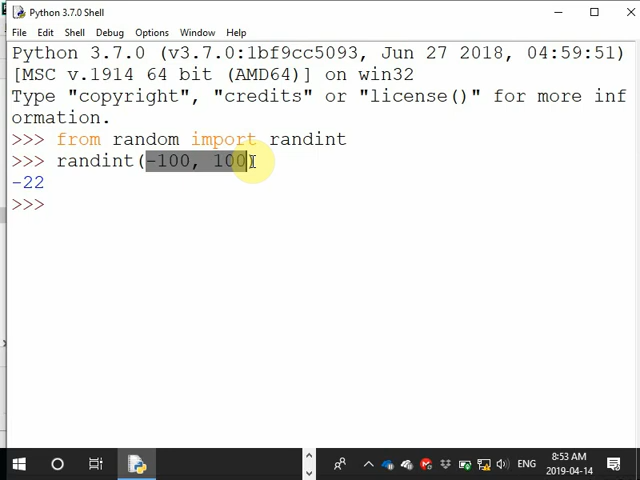 Python 3.7.0 Shell
File Edit Shell Debug Options Window Help
Python 3.7.0 (v3.7.0:1bf9cc5093, Jun 27 2018, 04:59:51)
[MSC v.1914 64 bit (AMD64)] on win32
Type "copyright", "credits" or "license()" for more inf
ormation.
>>> from random import randint
>>> randint(-100, 100)
-22
>>>
ENG
8:53 AM
2019-04-14